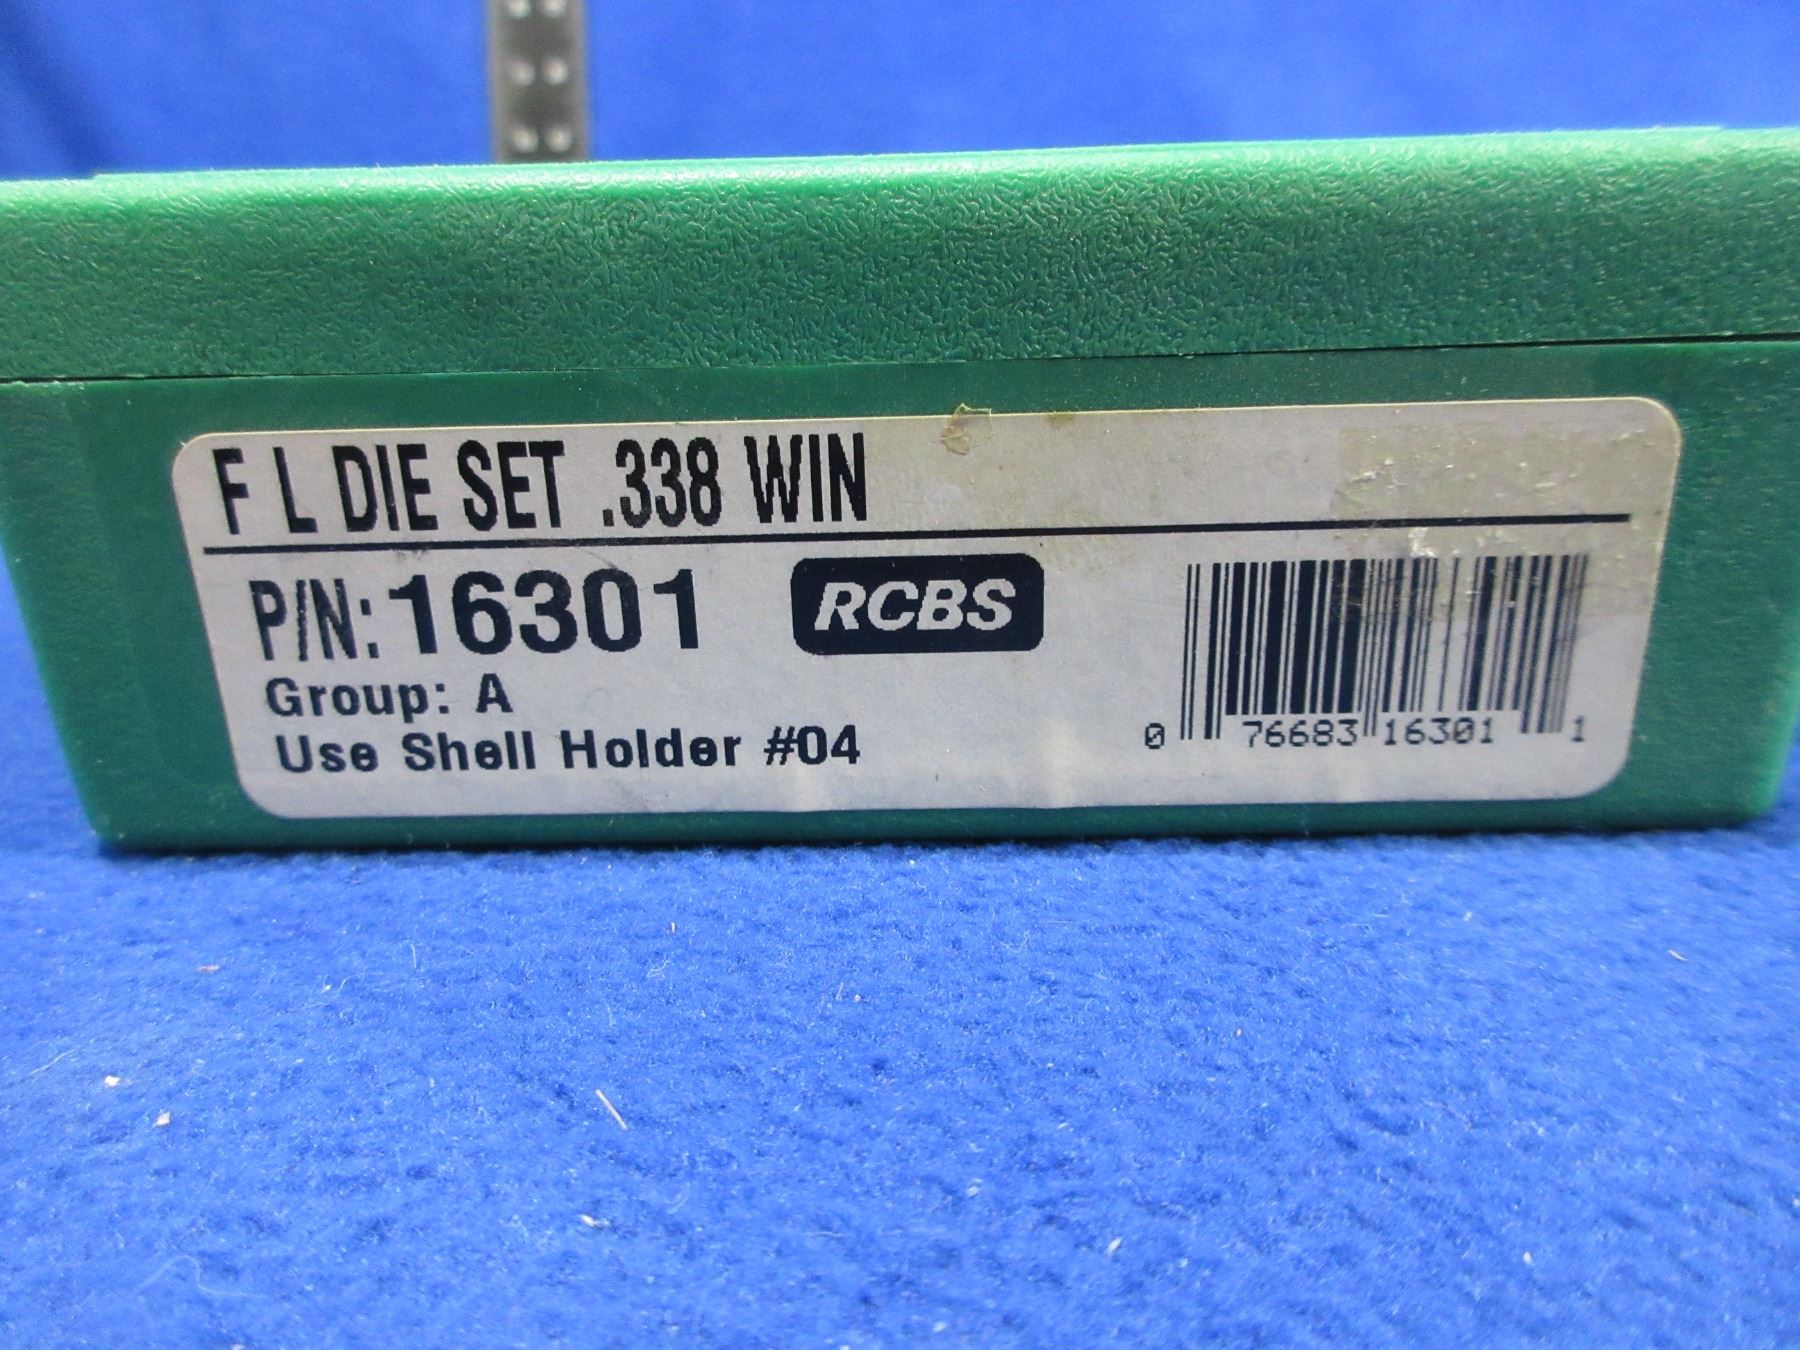 F L DIE SET .338 WIN
P/N: 16301 RCBS
Group: A
Use Shell Holder #04
0 76683 16301 1